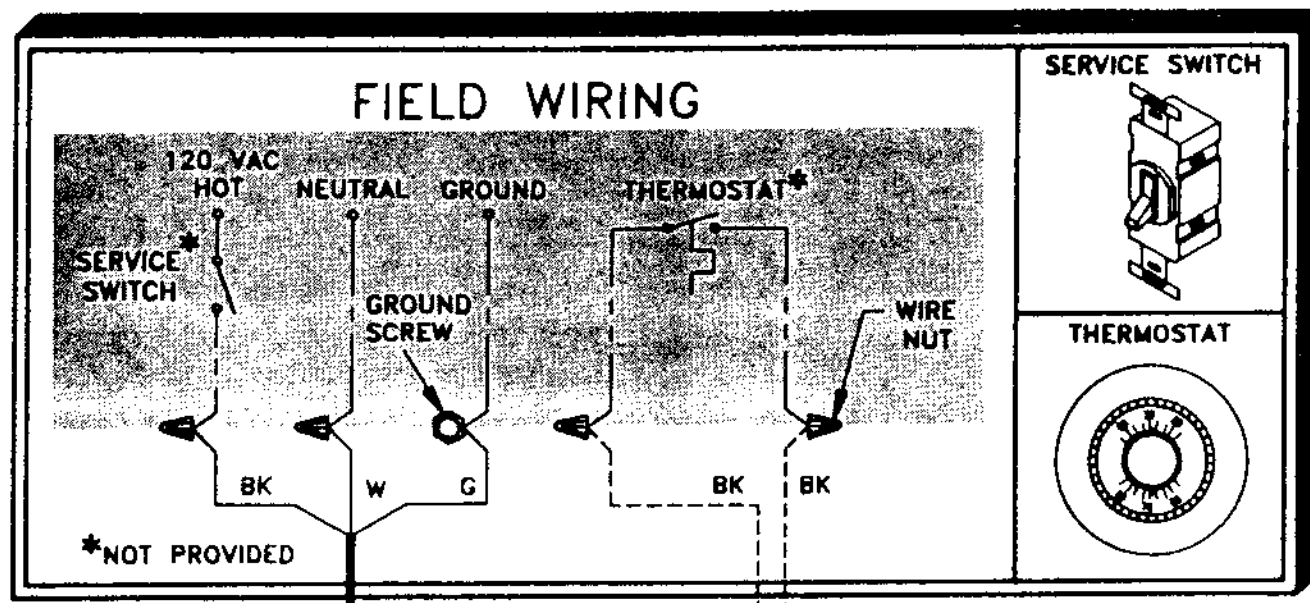 FIELD WIRING
120 VAC
HOT
NEUTRAL
GROUND
THERMOSTAT*
SERVICE*
SWITCH
GROUND
SCREW
WIRE
NUT
BK
W
G
BK
BK
*NOT PROVIDED
SERVICE SWITCH
THERMOSTAT